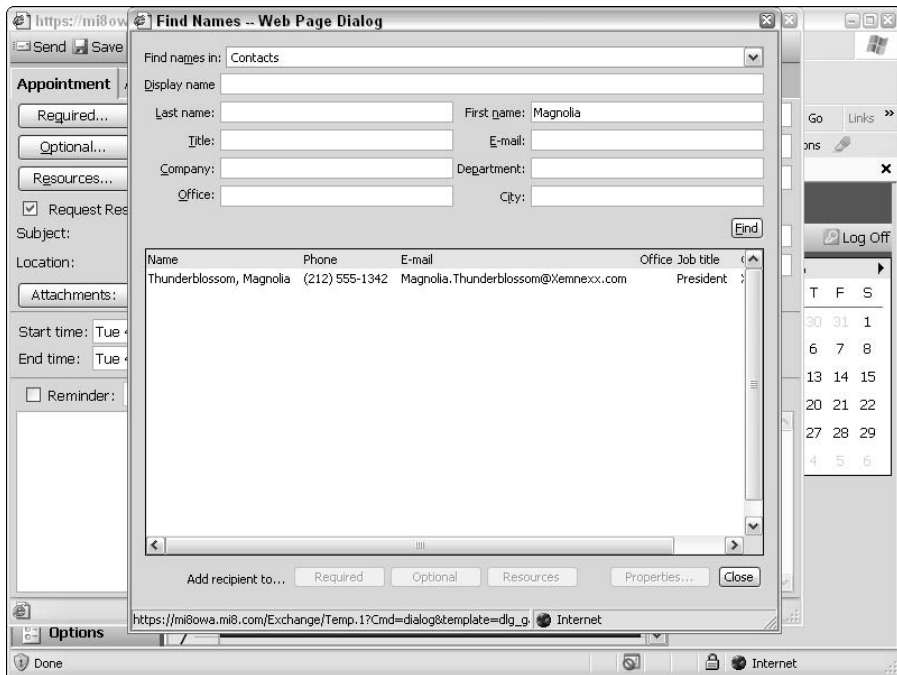 https://mi8ow
Find Names -- Web Page Dialog
Send Save
Find names in: Contacts
Appointment
Display name
Required...
Last name:
First name: Magnolia
Go Links »
Optional...
Title:
E-mail:
ons
Resources...
Company:
Department:
Request Res
Office:
City:
Subject:
Find
Log Off
Location:
Name Phone E-mail Office Job title
Thunderblossom, Magnolia (212) 555-1342 Magnolia.Thunderblossom@Xemnexx.com President
Attachments:
T F S
Start time: Tue
30 31 1
End time: Tue
6 7 8
13 14 15
Reminder:
20 21 22
27 28 29
4 5 6
Add recipient to... Required Optional Resources Properties... Close
https://mi8owa.mi8.com/Exchange/Temp.1?Cmd=dialog&template=dlg_g. Internet
Options
7
Done
Internet